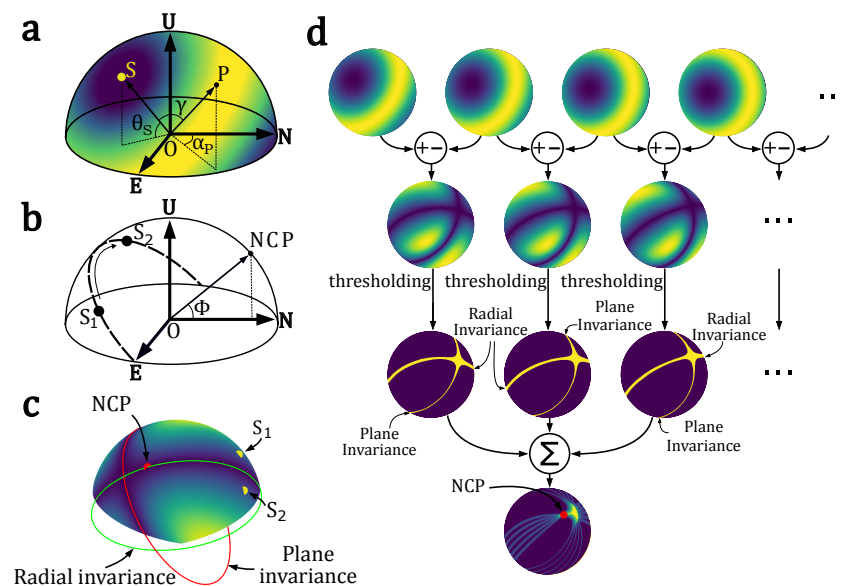 a
U
S
P
γ
θS
αP
O
N
E
b
U
S2
NCP
S1
Φ
O
N
E
c
NCP
S1
S2
Radial invariance
Plane
invariance
d
..
+− +− +− +−
...
thresholding thresholding thresholding
Radial
Invariance
Plane
Invariance
Radial
Invariance
...
Plane
Invariance
Plane
Invariance
Σ
NCP